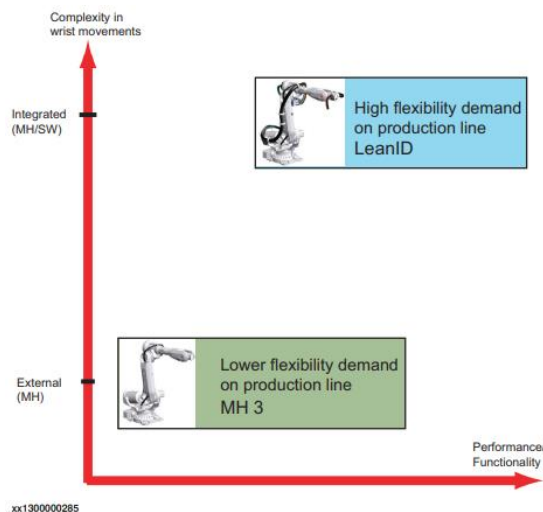 Complexity in
wrist movements
Integrated
(MH/SW)
High flexibility demand
on production line
LeanID
External
(MH)
Lower flexibility demand
on production line
MH 3
Performance/
Functionality
xx1300000285